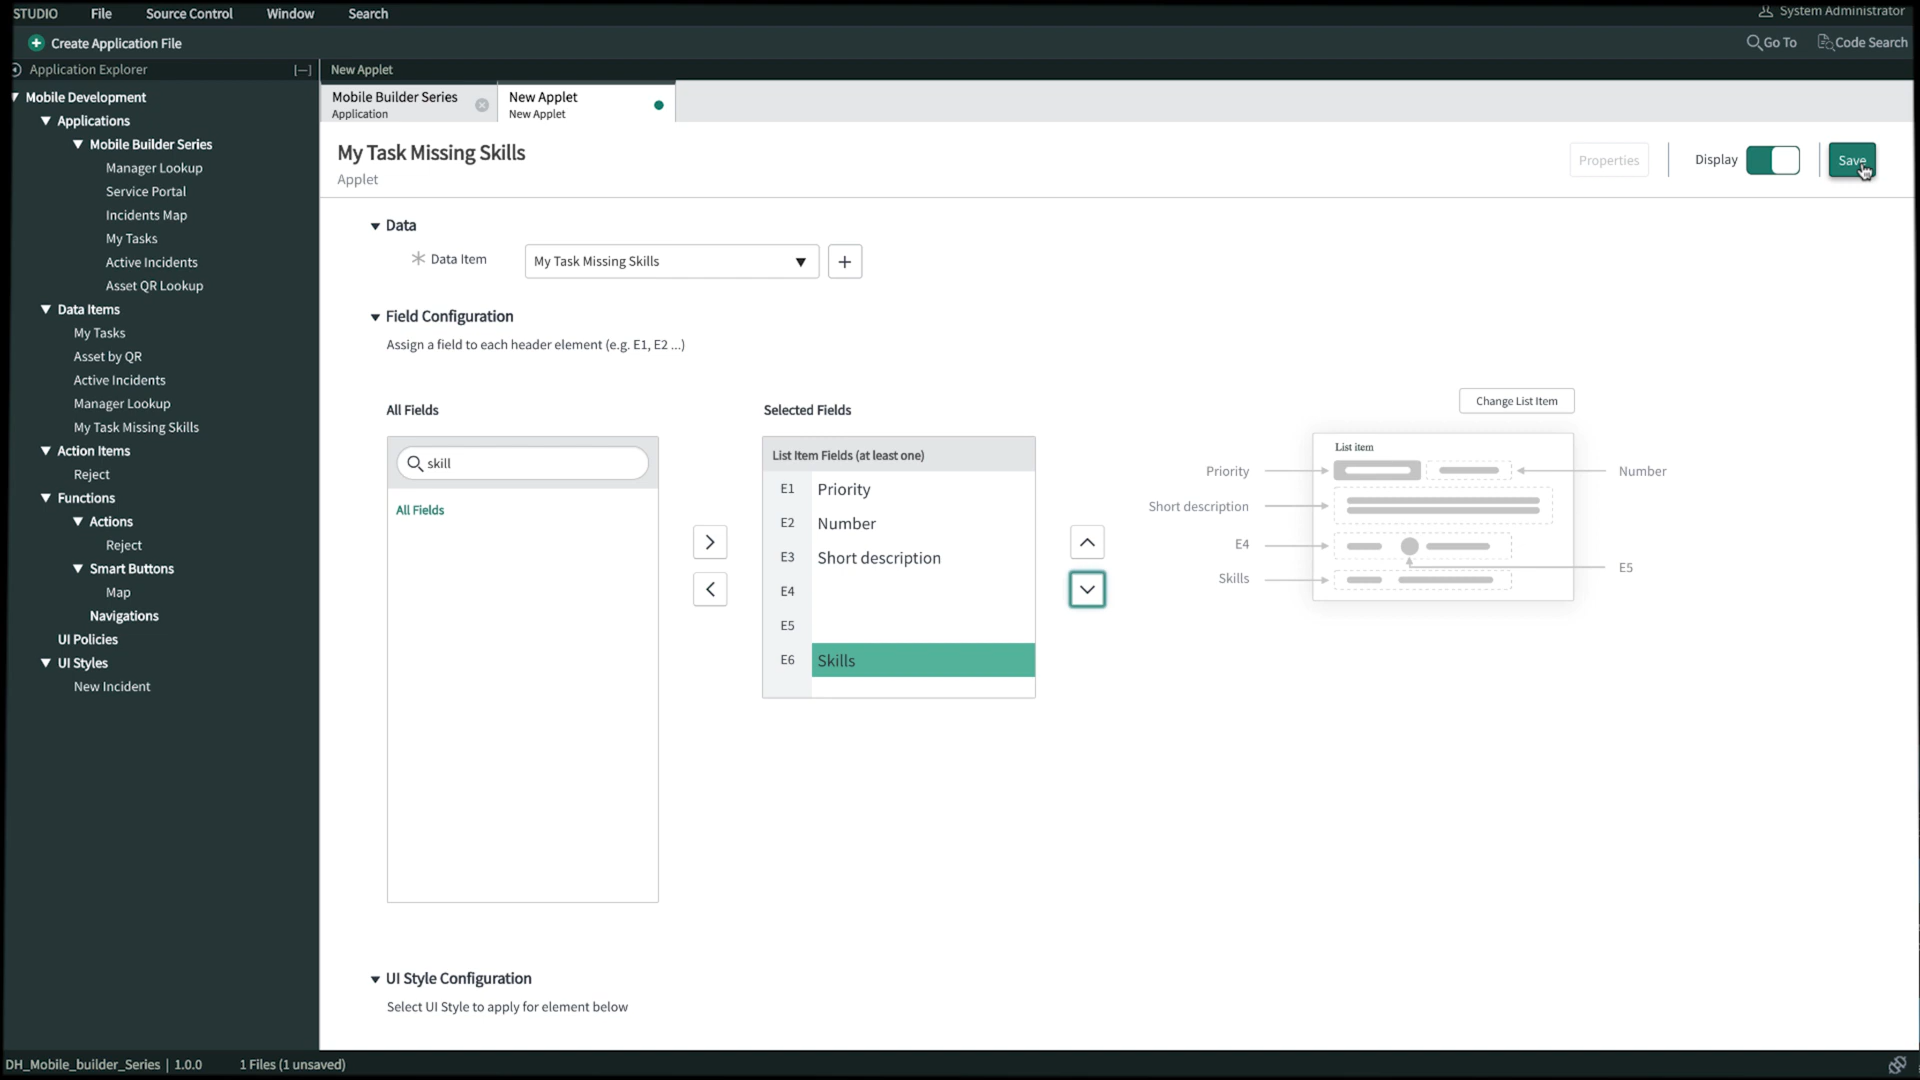 STUDIO File Source Control Window Search System Administrator
Create Application File Go To Code Search
Application Explorer [—] New Applet
Mobile Development
Applications
Mobile Builder Series
Manager Lookup
Service Portal
Incidents Map
My Tasks
Active Incidents
Asset QR Lookup
Data Items
My Tasks
Asset by QR
Active Incidents
Manager Lookup
My Task Missing Skills
Action Items
Reject
Functions
Actions
Reject
Smart Buttons
Map
Navigations
UI Policies
UI Styles
New Incident
Mobile Builder Series
Application
New Applet
New Applet
My Task Missing Skills
Applet
Properties Display Save
Data
Data Item My Task Missing Skills
Field Configuration
Assign a field to each header element (e.g. E1, E2 ...)
All Fields
skill
All Fields
Selected Fields
List Item Fields (at least one)
E1 Priority
E2 Number
E3 Short description
E4
E5
E6 Skills
Change List Item
List item
Priority Number
Short description
E4
E5
Skills
UI Style Configuration
Select UI Style to apply for element below
DH_Mobile_builder_Series | 1.0.0 1 Files (1 unsaved)